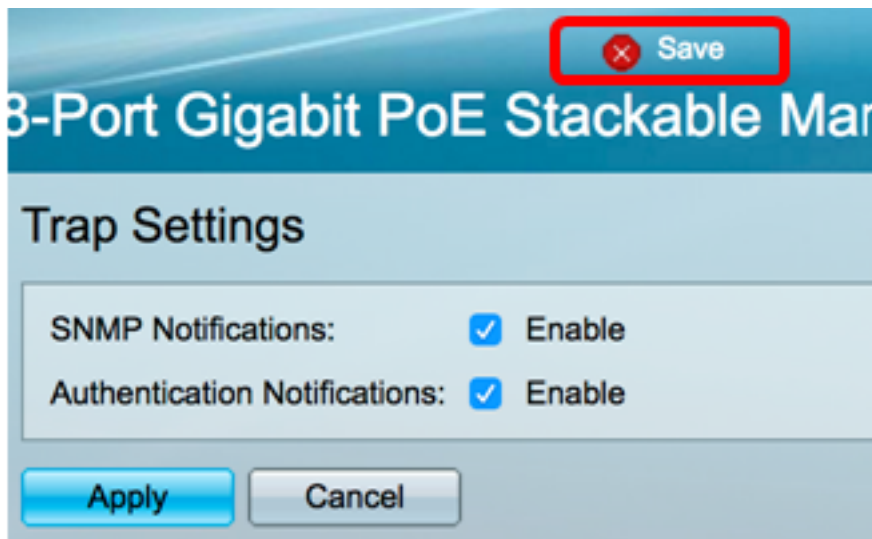 Save
8-Port Gigabit PoE Stackable Mar
Trap Settings
SNMP Notifications: Enable
Authentication Notifications: Enable
Apply Cancel